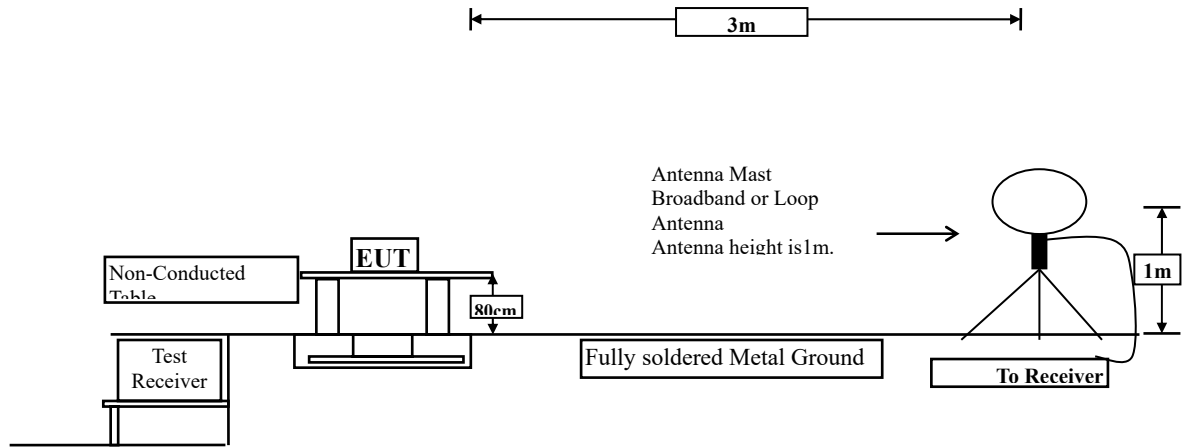 3m
Antenna Mast
Broadband or Loop
Antenna
Antenna height is1m.
EUT
Non-Conducted
Table
80cm
1m
Test
Receiver
Fully soldered Metal Ground
To Receiver